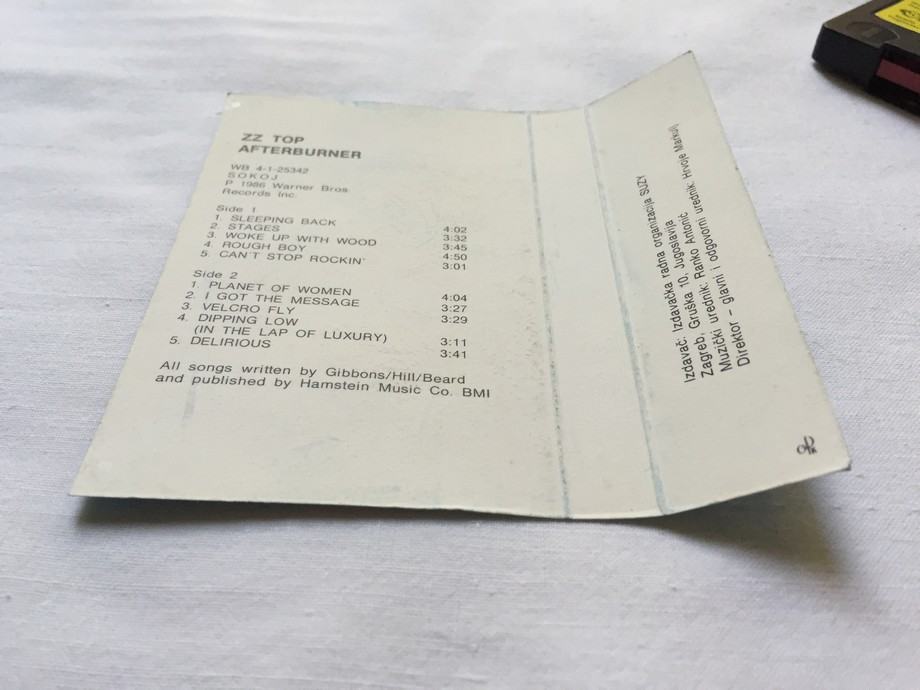 ZZ TOP
AFTERBURNER
WB 4-1-25342
SOKOJ
P 1986 Warner Bros.
Records Inc.
Side 1
1. SLEEPING BACK 4:02
2. STAGES 3:32
3. WOKE UP WITH WOOD 3:45
4. ROUGH BOY 4:50
5. CAN'T STOP ROCKIN' 3:01
Side 2
1. PLANET OF WOMEN 4:04
2. I GOT THE MESSAGE 3:27
3. VELCRO FLY 3:29
4. DIPPING LOW
(IN THE LAP OF LUXURY) 3:11
5. DELIRIOUS 3:41
All songs written by Gibbons/Hill/Beard
and published by Hamstein Music Co. BMI
Izdavač: Izdavačka radna organizacija SUZY
Zagreb, Gruška 10, Jugoslavija
Muzički urednik: Ranko Antonić
Direktor – glavni i odgovorni urednik: Hrvoje Markulj